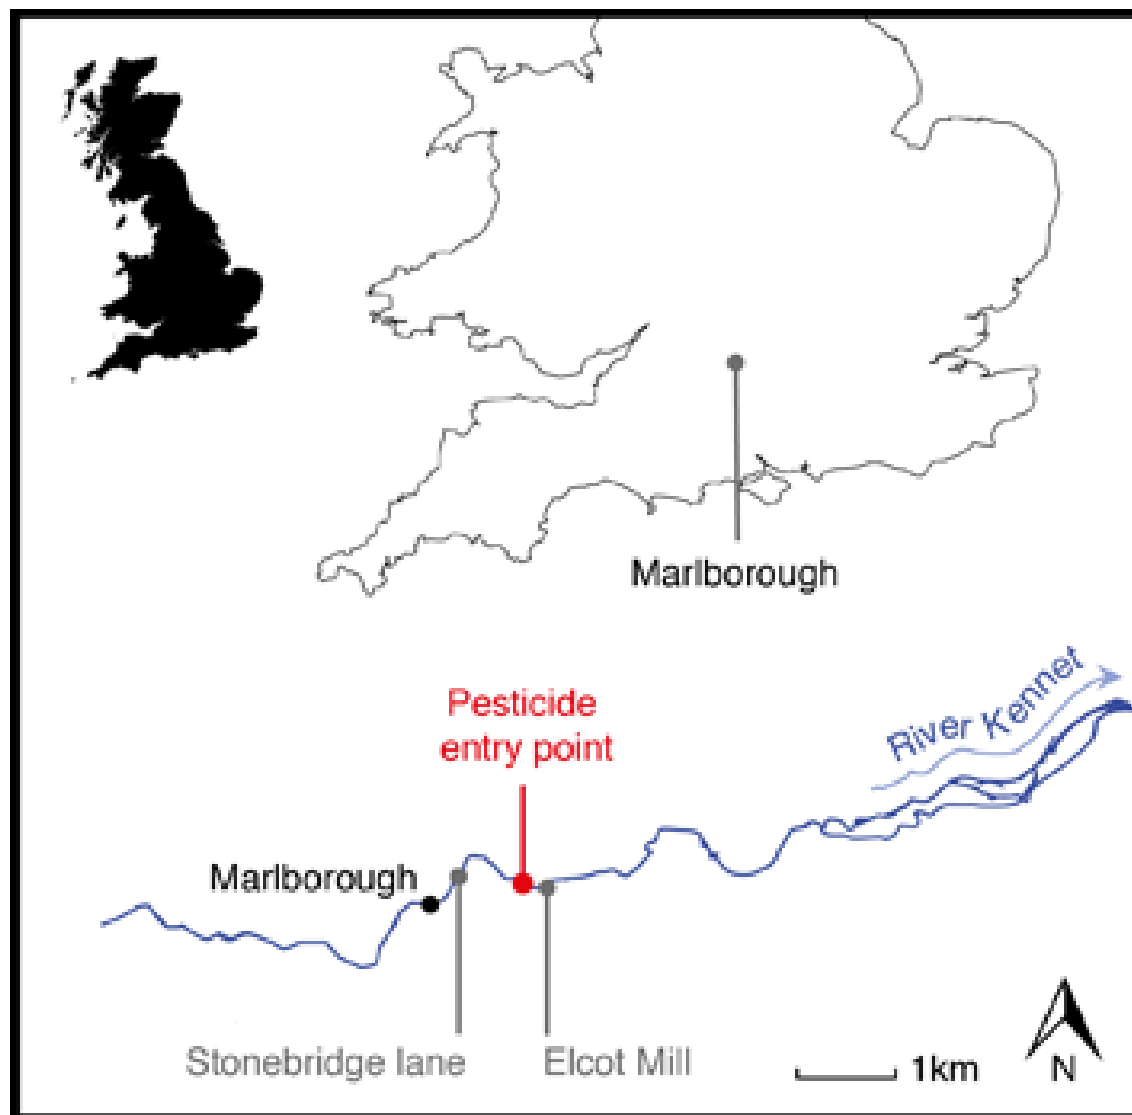 Marlborough
Pesticide
entry point
River Kennet
Marlborough
Stonebridge lane
Elcot Mill
1km
N